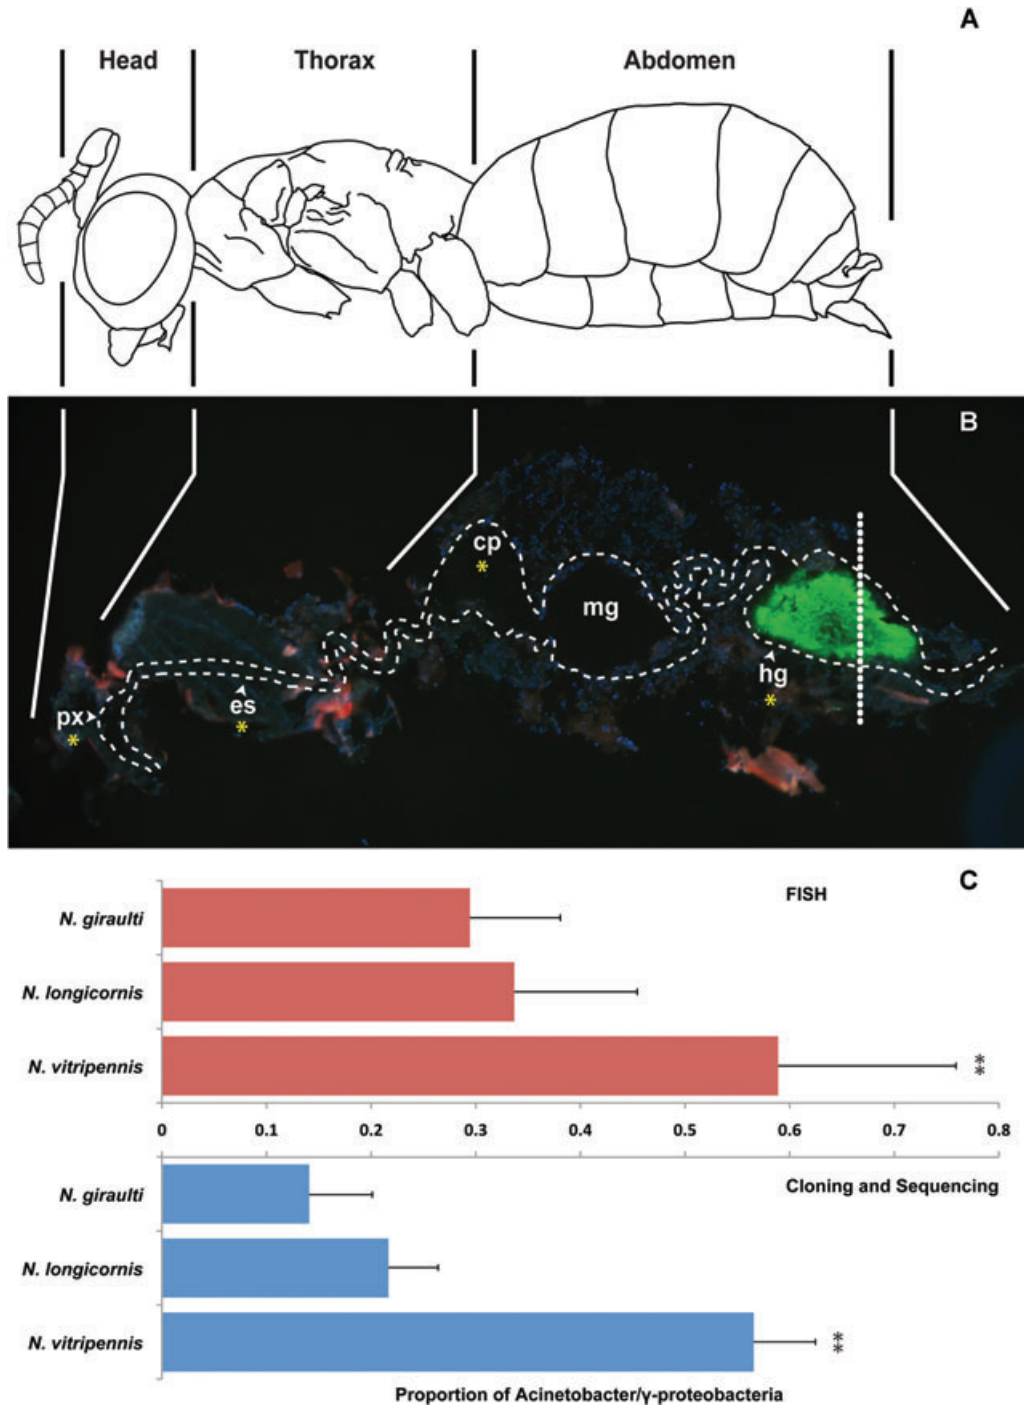 A
Head Thorax Abdomen
B
cp
*
mg
hg
*
px
*
es
*
C
FISH
N. giraulti
N. longicornis
N. vitripennis
**
0 0.1 0.2 0.3 0.4 0.5 0.6 0.7 0.8
Cloning and Sequencing
N. giraulti
N. longicornis
N. vitripennis
**
Proportion of Acinetobacter/γ-proteobacteria